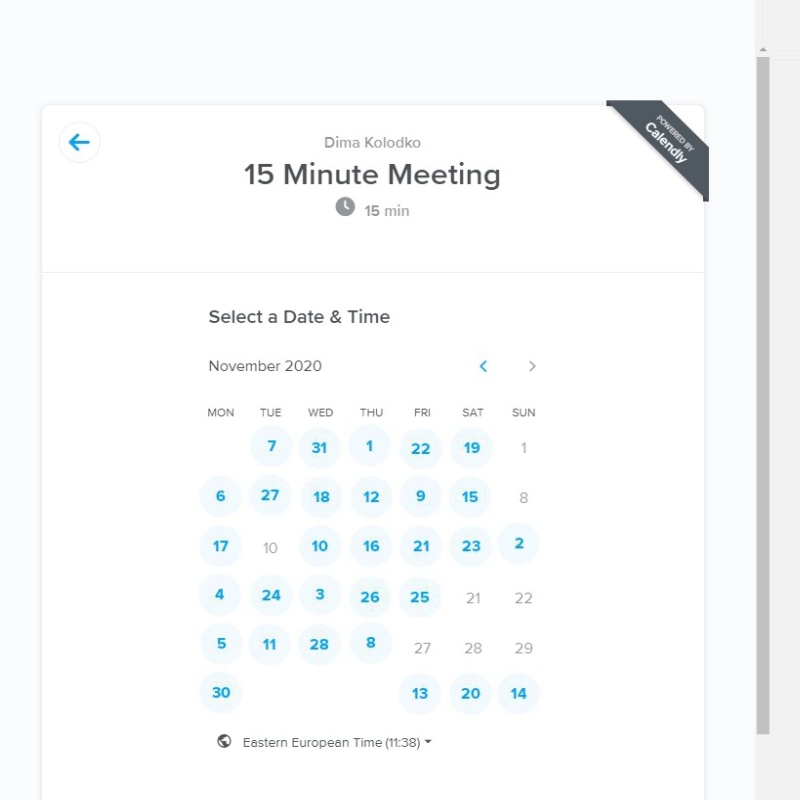 POWERED BY
Calendly
Dima Kolodko
15 Minute Meeting
15 min
Select a Date & Time
November 2020
MON TUE WED THU FRI SAT SUN
7 31 1 22 19 1
6 27 18 12 9 15 8
17 10 10 16 21 23 2
4 24 3 26 25 21 22
5 11 28 8 27 28 29
30 13 20 14
Eastern European Time (11:38)